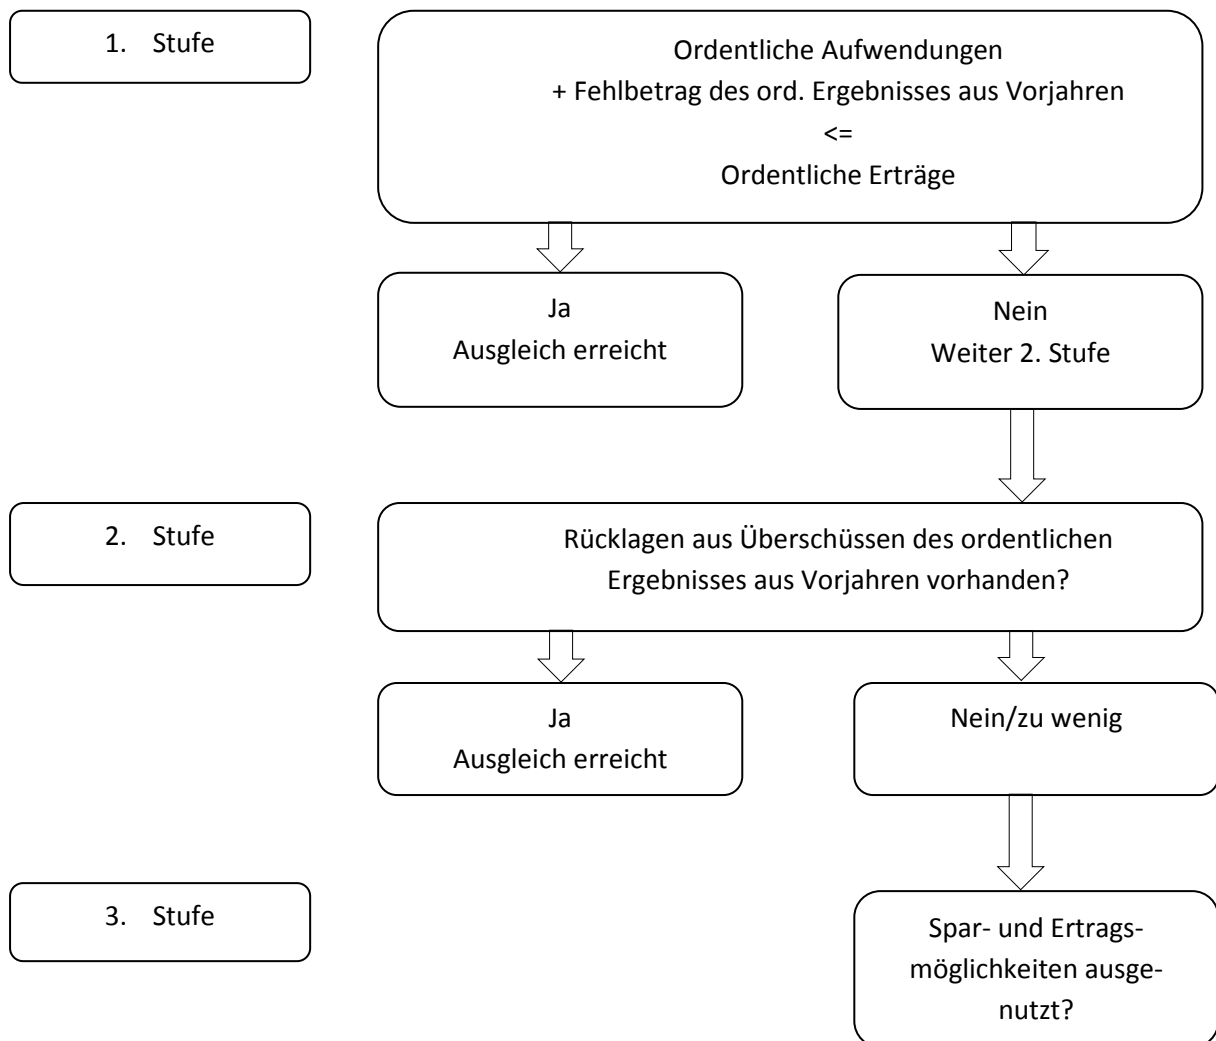 1. Stufe
Ordentliche Aufwendungen
+ Fehlbetrag des ord. Ergebnisses aus Vorjahren
<=
Ordentliche Erträge
Ja
Ausgleich erreicht
Nein
Weiter 2. Stufe
2. Stufe
Rücklagen aus Überschüssen des ordentlichen
Ergebnisses aus Vorjahren vorhanden?
Ja
Ausgleich erreicht
Nein/zu wenig
3. Stufe
Spar- und Ertrags-
möglichkeiten ausge-
nutzt?